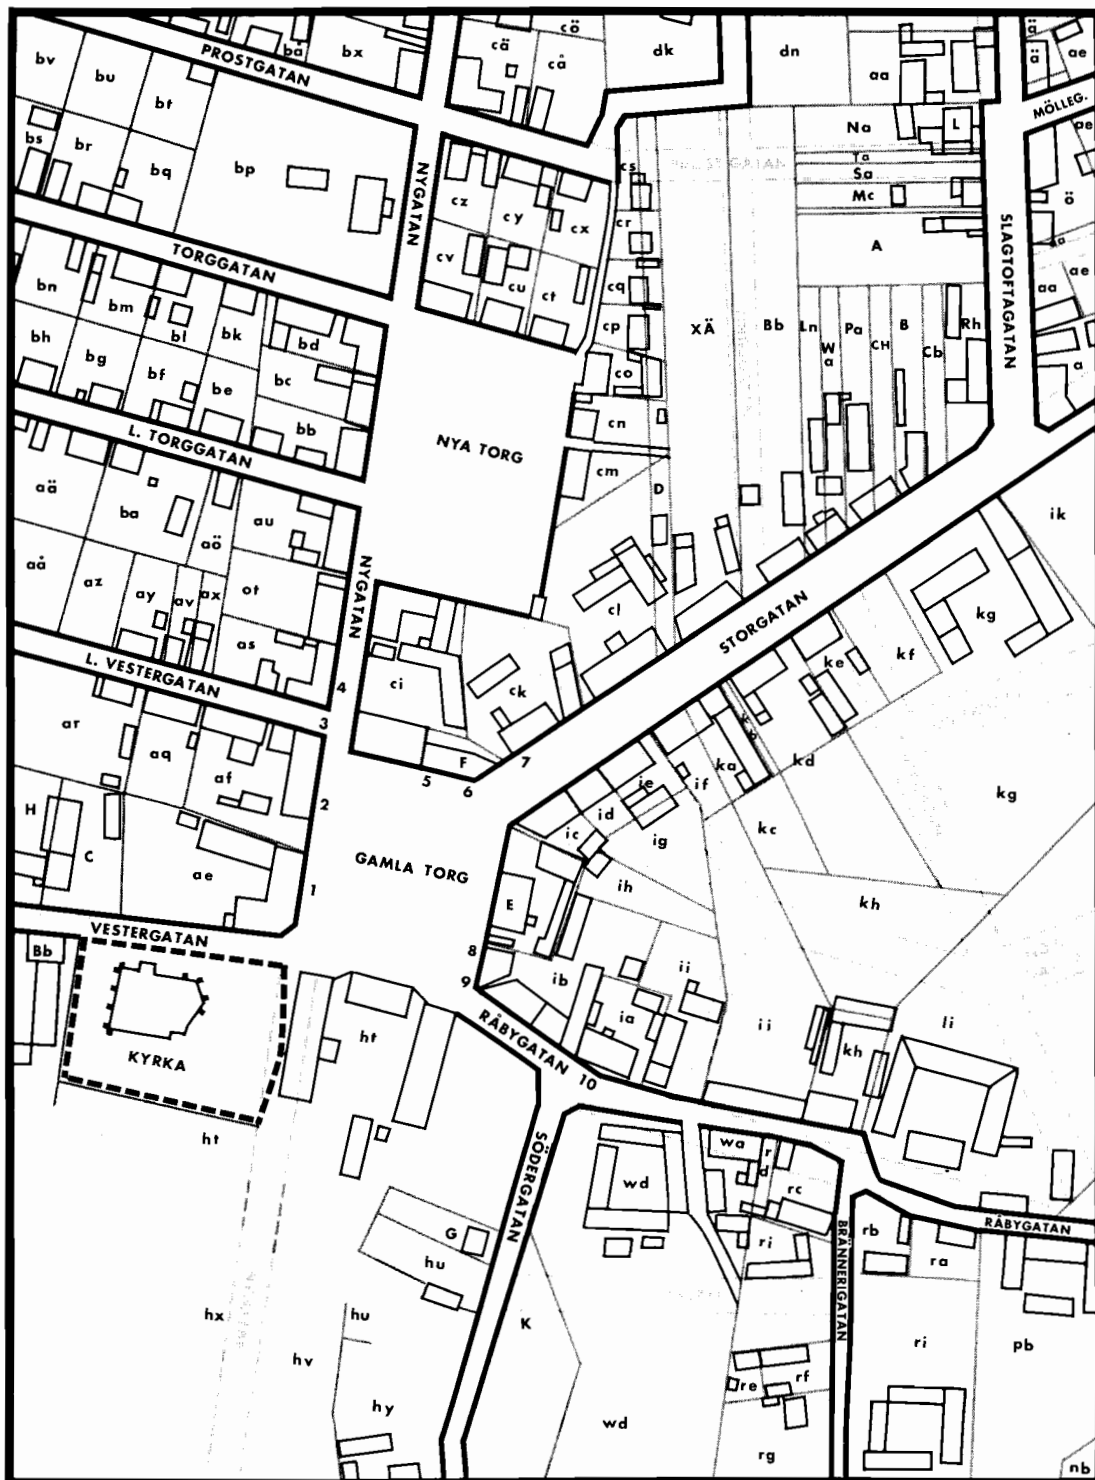 bå bx cä cö cå dk dn aa ä ä ae
PROSTGATAN
bv bu bt
MÖLLEG.
bs br bq bp
Na L ae
NYGATAN
cz cy cx cs
Ta
Sa
Mc
ö
cv cu ct cr
A
SLAGTOFTAGATAN
aa ae
TORGGATAN
bn bm bl bk bd
cq cp co
XÄ Bb Ln Wa Pa CH B Cb Rh
a
bh bg bf be bc bb
cn
L. TORGGATAN
NYA TORG
cm D
aä ba aö au
ik
aå az ay av ax ot
NYGATAN
cl
STORGATAN
kg
as
L. VESTERGATAN
4
ci ck
ke kf
3
ar aq af
F 7
5 6
kb
ka kd
kg
2
H C ae
ie if
id
ic ig kc
GAMLA TORG
1
ih
E
kh
VESTERGATAN
Bb
8
9
ib ii
ia
ii
li
ht
RÅBYGATAN 10
kh
KYRKA
ht
SÖDERGATAN
wd wa rd rc
G
hu
ri
rb ra
RÅBYGATAN
BRÄNNERIGATAN
hx hu
hv
K
ri pb
re rf
hy
wd
rg
nb